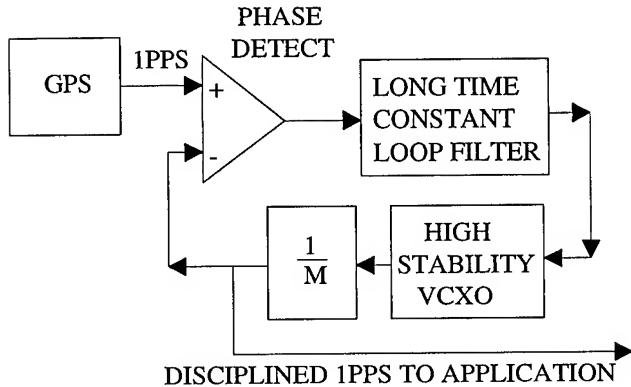 PHASE
DETECT
1PPS
GPS
+
-
LONG TIME
CONSTANT
LOOP FILTER
1
M
HIGH
STABILITY
VCXO
DISCIPLINED 1PPS TO APPLICATION